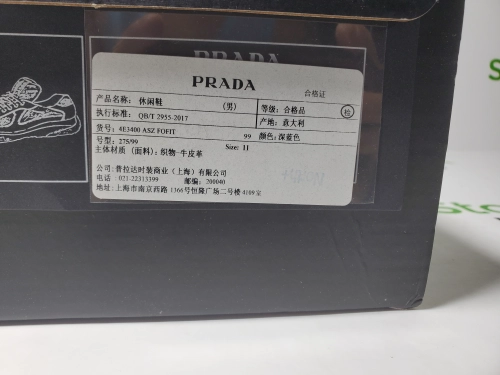 PRADA
PRADA
合格证
产品名称: 休闲鞋 (男) 等级: 合格品
执行标准: QB/T 2955-2017 产地: 意大利 检
货号: 4E3400 ASZ F0FIT 99 颜色: 深蓝色
号型: 275/99 Size: 11
主体材质 (面料): 织物-牛皮革
公司: 普拉达时装商业 (上海) 有限公司
电话: 021-22313399 邮编: 200040
地址: 上海市南京西路 1366号恒隆广场二号楼 4109室